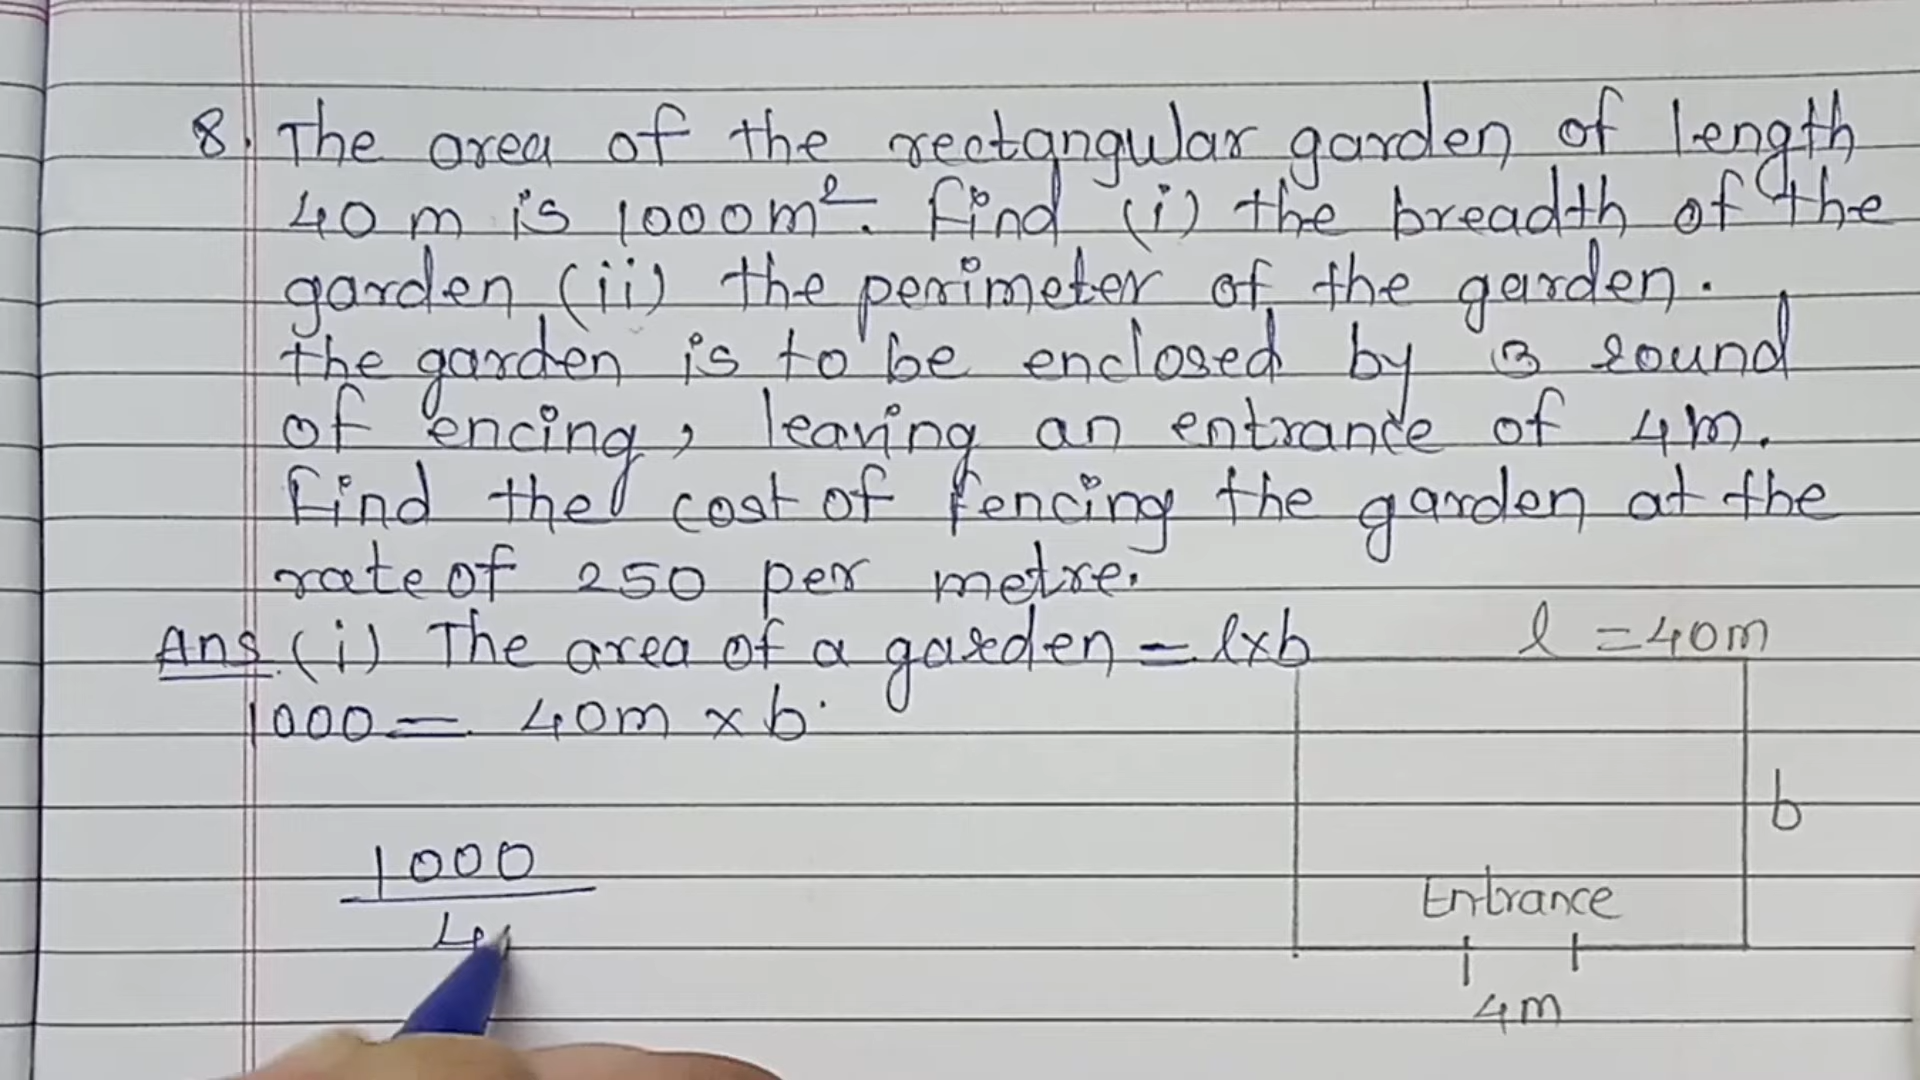 8. The area of the rectangular garden of length
40 m is 1000m². Find (i) the breadth of the
garden (ii) the perimeter of the garden.
the garden is to be enclosed by 3 round
of encing, leaving an entrance of 4m.
Find the cost of fencing the garden at the
rate of 250 per metre.
Ans. (i) The area of a garden = l×b
1000 = 40m × b
1000
4
l = 40m
b
Entrance
4m